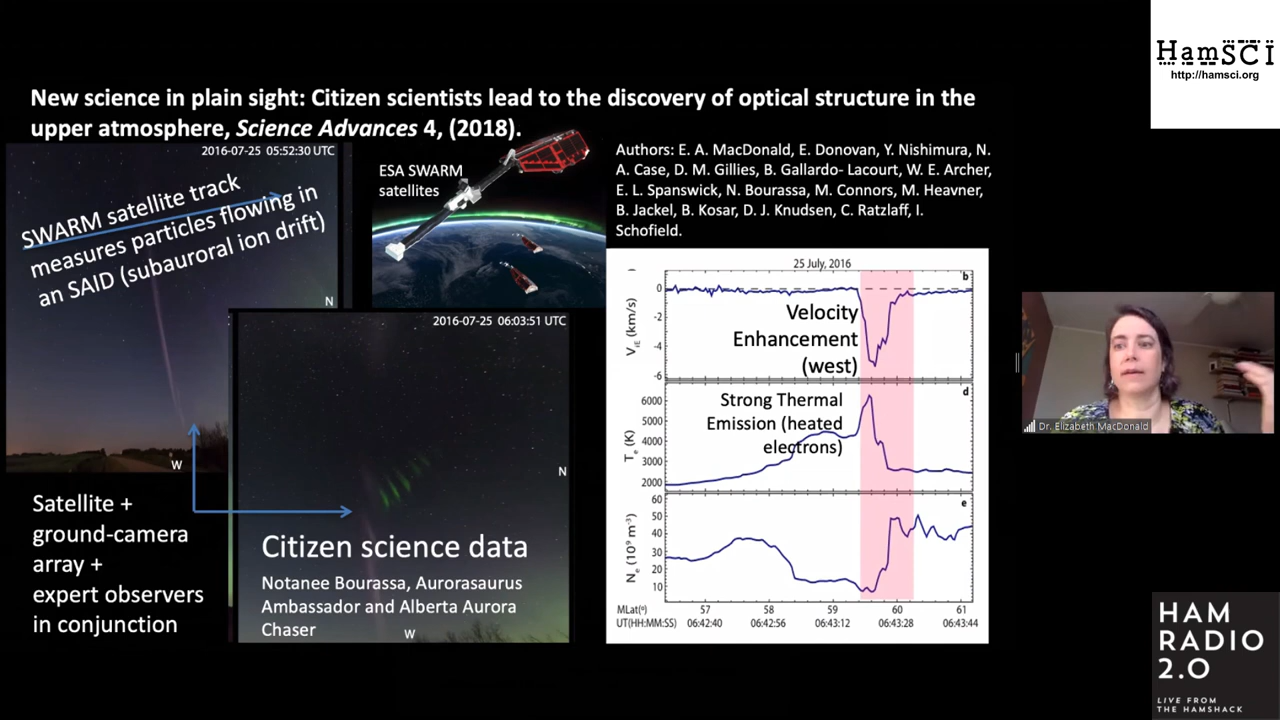 HamSCI
http://hamsci.org
New science in plain sight: Citizen scientists lead to the discovery of optical structure in the
upper atmosphere, Science Advances 4, (2018).
2016-07-25 05:52:30 UTC
SWARM satellite track
measures particles flowing in
an SAID (subauroral ion drift)
N
W
ESA SWARM
satellites
Authors: E. A. MacDonald, E. Donovan, Y. Nishimura, N.
A. Case, D. M. Gillies, B. Gallardo- Lacourt, W. E. Archer,
E. L. Spanswick, N. Bourassa, M. Connors, M. Heavner,
B. Jackel, B. Kosar, D. J. Knudsen, C. Ratzlaff, I.
Schofield.
2016-07-25 06:03:51 UTC
N
Citizen science data
Notanee Bourassa, Aurorasaurus
Ambassador and Alberta Aurora
Chaser
W
Satellite +
ground-camera
array +
expert observers
in conjunction
25 July, 2016
b
0
-2
-4
-6
V iE (km/s)
Velocity
Enhancement
(west)
d
6000
5000
4000
3000
2000
T e (K)
Strong Thermal
Emission (heated
electrons)
e
60
50
40
30
20
10
N e (10⁹ m⁻³)
MLat(°) 57 58 59 60 61
UT(HH:MM:SS) 06:42:40 06:42:56 06:43:12 06:43:28 06:43:44
Dr. Elizabeth MacDonald
HAM
RADIO
2.0
LIVE FROM
THE HAMSHACK